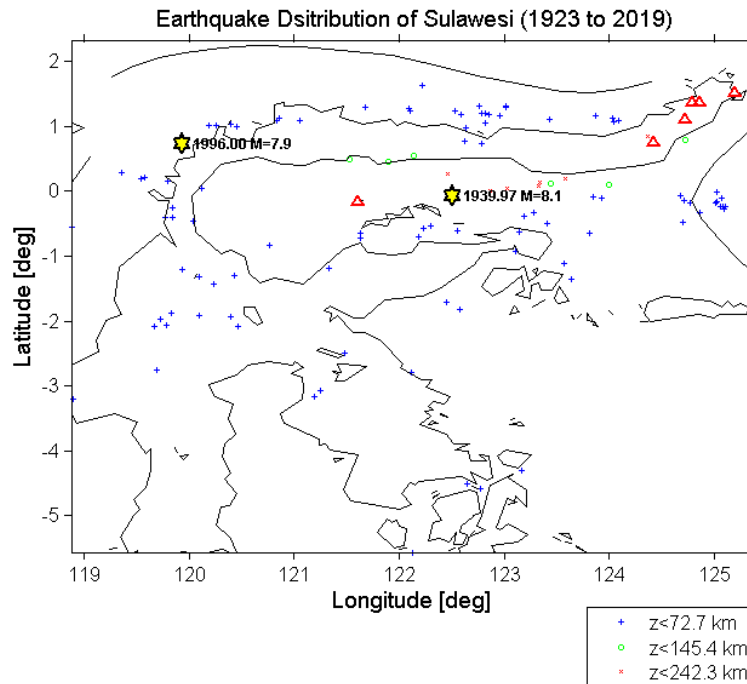 Earthquake Dsitribution of Sulawesi (1923 to 2019)
2
1
0
-1
-2
-3
-4
-5
Latitude [deg]
1996.00 M=7.9
1939.97 M=8.1
119
120
121
122
123
124
125
Longitude [deg]
z<72.7 km
z<145.4 km
z<242.3 km